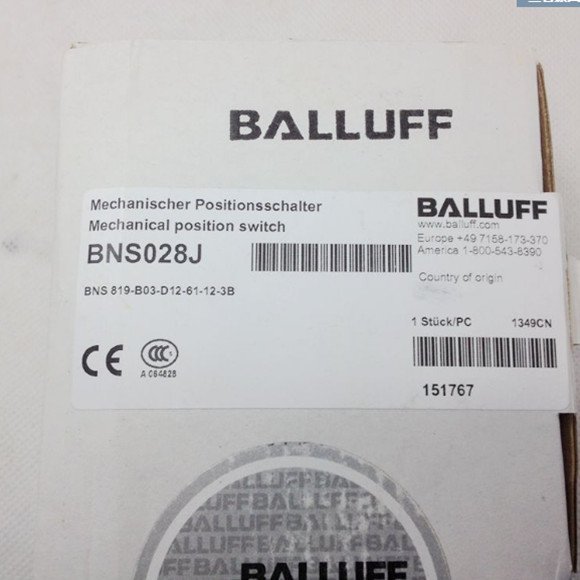 BALLUFF
Mechanischer Positionsschalter
Mechanical position switch
BNS028J
BNS 819-B03-D12-61-12-3B
CE
CCC
A 064828
BALLUFF
www.balluff.com
Europe +49 7158-173-370
America 1-800-543-8390
Country of origin
1 Stück/PC 1349CN
151767
BALLUFF